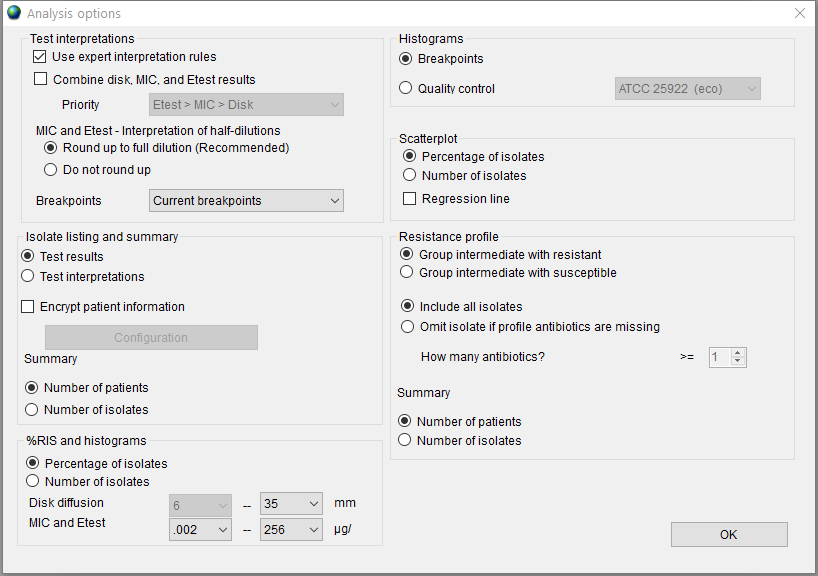 Analysis options
Test interpretations
Use expert interpretation rules
Combine disk, MIC, and Etest results
Priority
Etest > MIC > Disk
MIC and Etest - Interpretation of half-dilutions
Round up to full dilution (Recommended)
Do not round up
Breakpoints
Current breakpoints
Isolate listing and summary
Test results
Test interpretations
Encrypt patient information
Configuration
Summary
Number of patients
Number of isolates
%RIS and histograms
Percentage of isolates
Number of isolates
Disk diffusion 6 -- 35 mm
MIC and Etest .002 -- 256 µg/
Histograms
Breakpoints
Quality control
ATCC 25922 (eco)
Scatterplot
Percentage of isolates
Number of isolates
Regression line
Resistance profile
Group intermediate with resistant
Group intermediate with susceptible
Include all isolates
Omit isolate if profile antibiotics are missing
How many antibiotics? >= 1
Summary
Number of patients
Number of isolates
OK